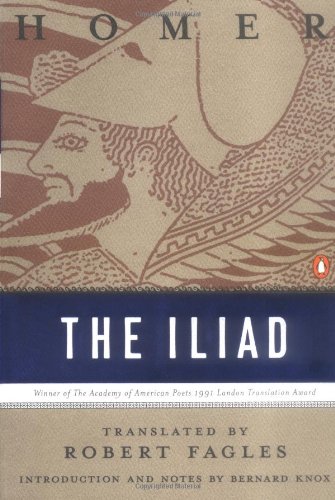 HOMER
THE ILIAD
Winner of The Academy of American Poets 1991 Landon Translation Award
TRANSLATED BY
ROBERT FAGLES
INTRODUCTION AND NOTES BY BERNARD KNOX